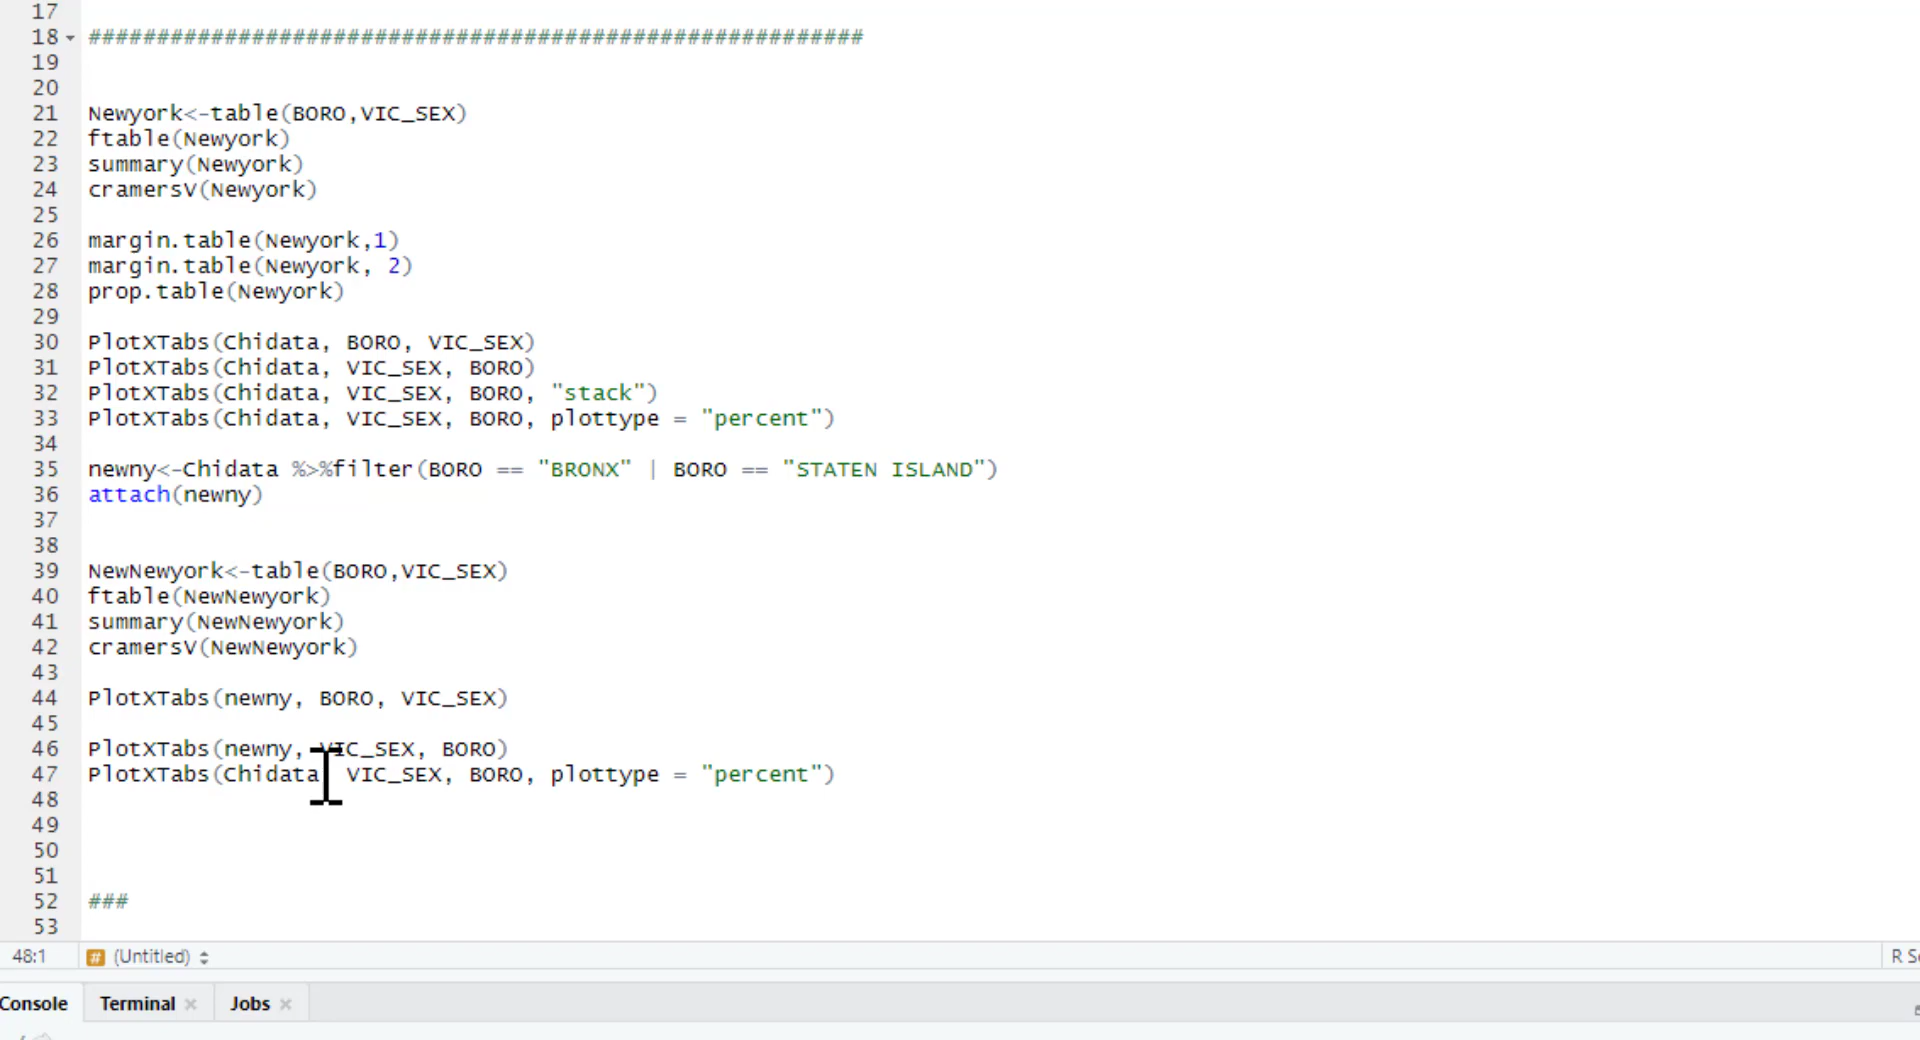 17
18 #########################################################
19
20
21 Newyork<-table(BORO,VIC_SEX)
22 ftable(Newyork)
23 summary(Newyork)
24 cramersV(Newyork)
25
26 margin.table(Newyork,1)
27 margin.table(Newyork, 2)
28 prop.table(Newyork)
29
30 PlotXTabs(Chidata, BORO, VIC_SEX)
31 PlotXTabs(Chidata, VIC_SEX, BORO)
32 PlotXTabs(Chidata, VIC_SEX, BORO, "stack")
33 PlotXTabs(Chidata, VIC_SEX, BORO, plottype = "percent")
34
35 newny<-Chidata %>%filter(BORO == "BRONX" | BORO == "STATEN ISLAND")
36 attach(newny)
37
38
39 NewNewyork<-table(BORO,VIC_SEX)
40 ftable(NewNewyork)
41 summary(NewNewyork)
42 cramersV(NewNewyork)
43
44 PlotXTabs(newny, BORO, VIC_SEX)
45
46 PlotXTabs(newny, VIC_SEX, BORO)
47 PlotXTabs(Chidata, VIC_SEX, BORO, plottype = "percent")
48
49
50
51
52 ###
53
48:1 # (Untitled) R S
Console Terminal × Jobs ×